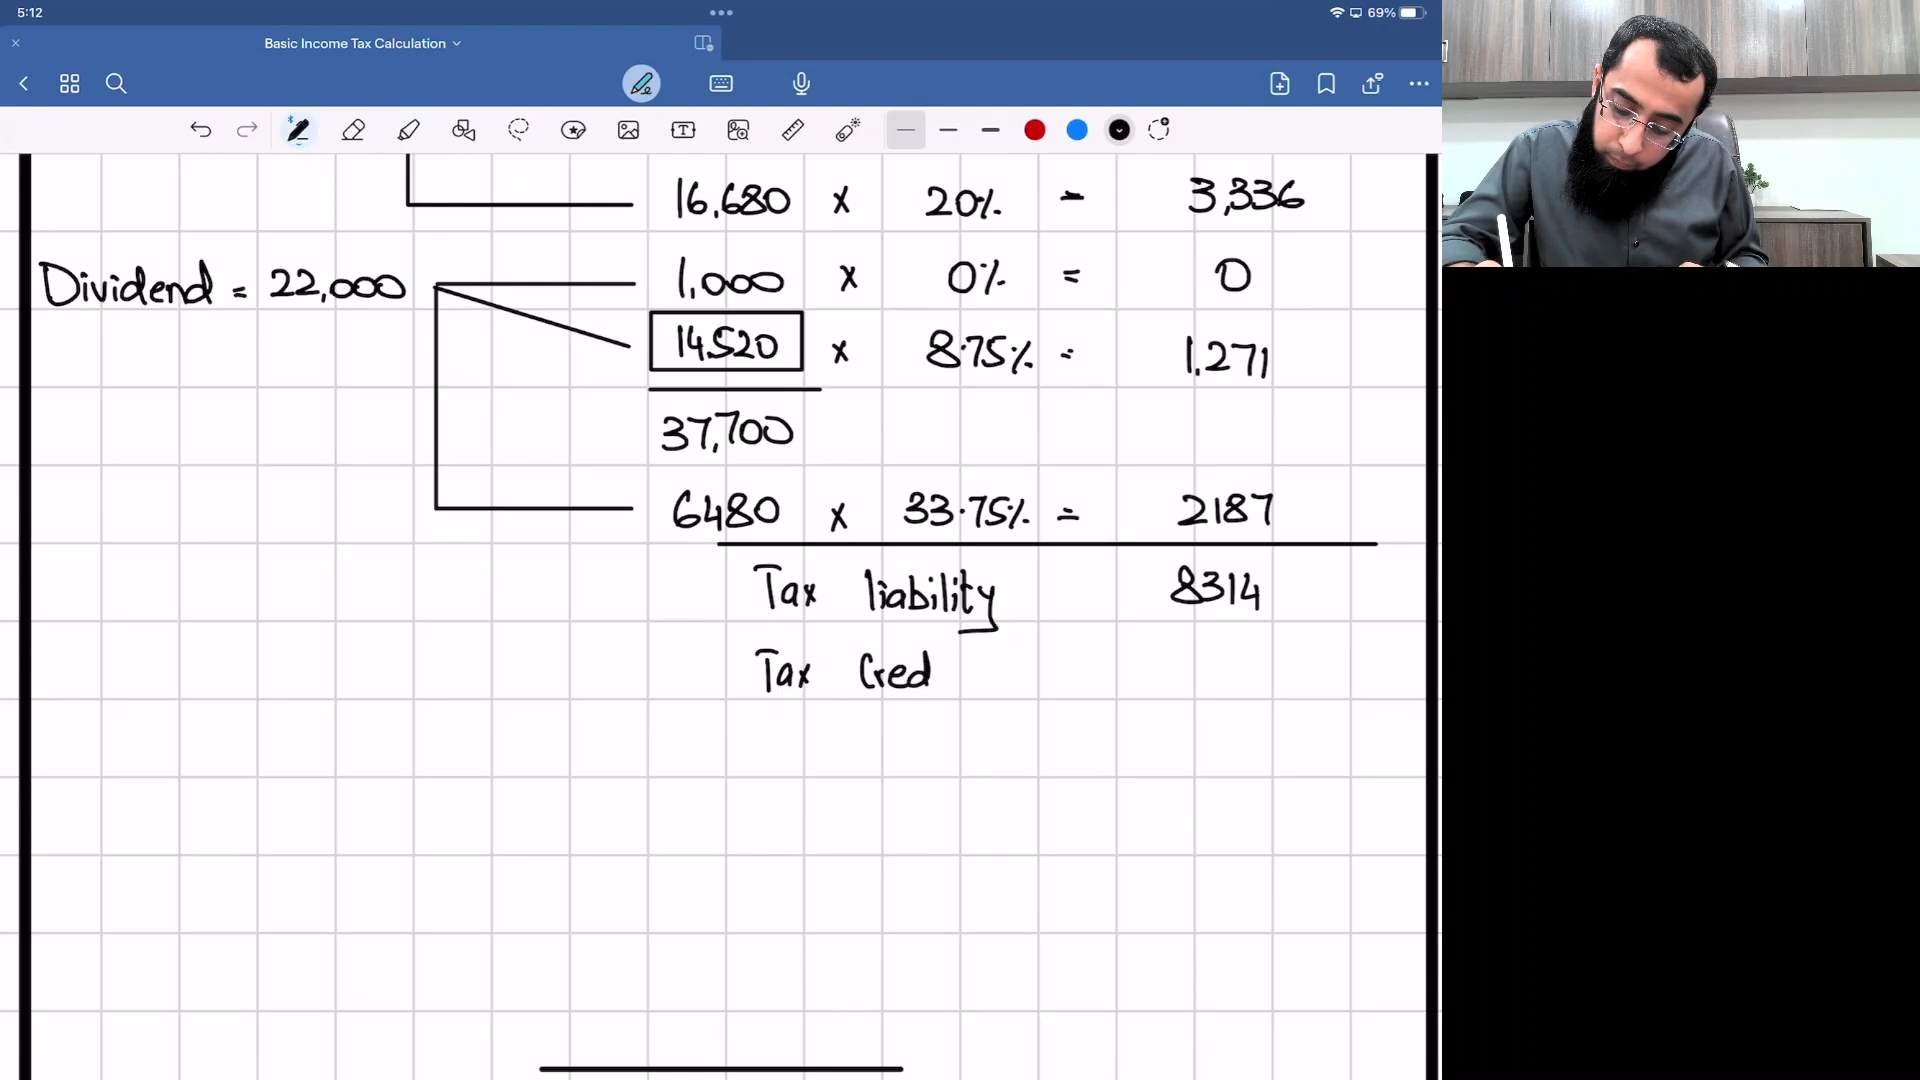 5:12
69%
Basic Income Tax Calculation
16,680 x 20% = 3,336
Dividend = 22,000
1,000 x 0% = 0
14,520 x 8.75% = 1,271
37,700
6480 x 33.75% = 2187
Tax liability 8314
Tax Cred